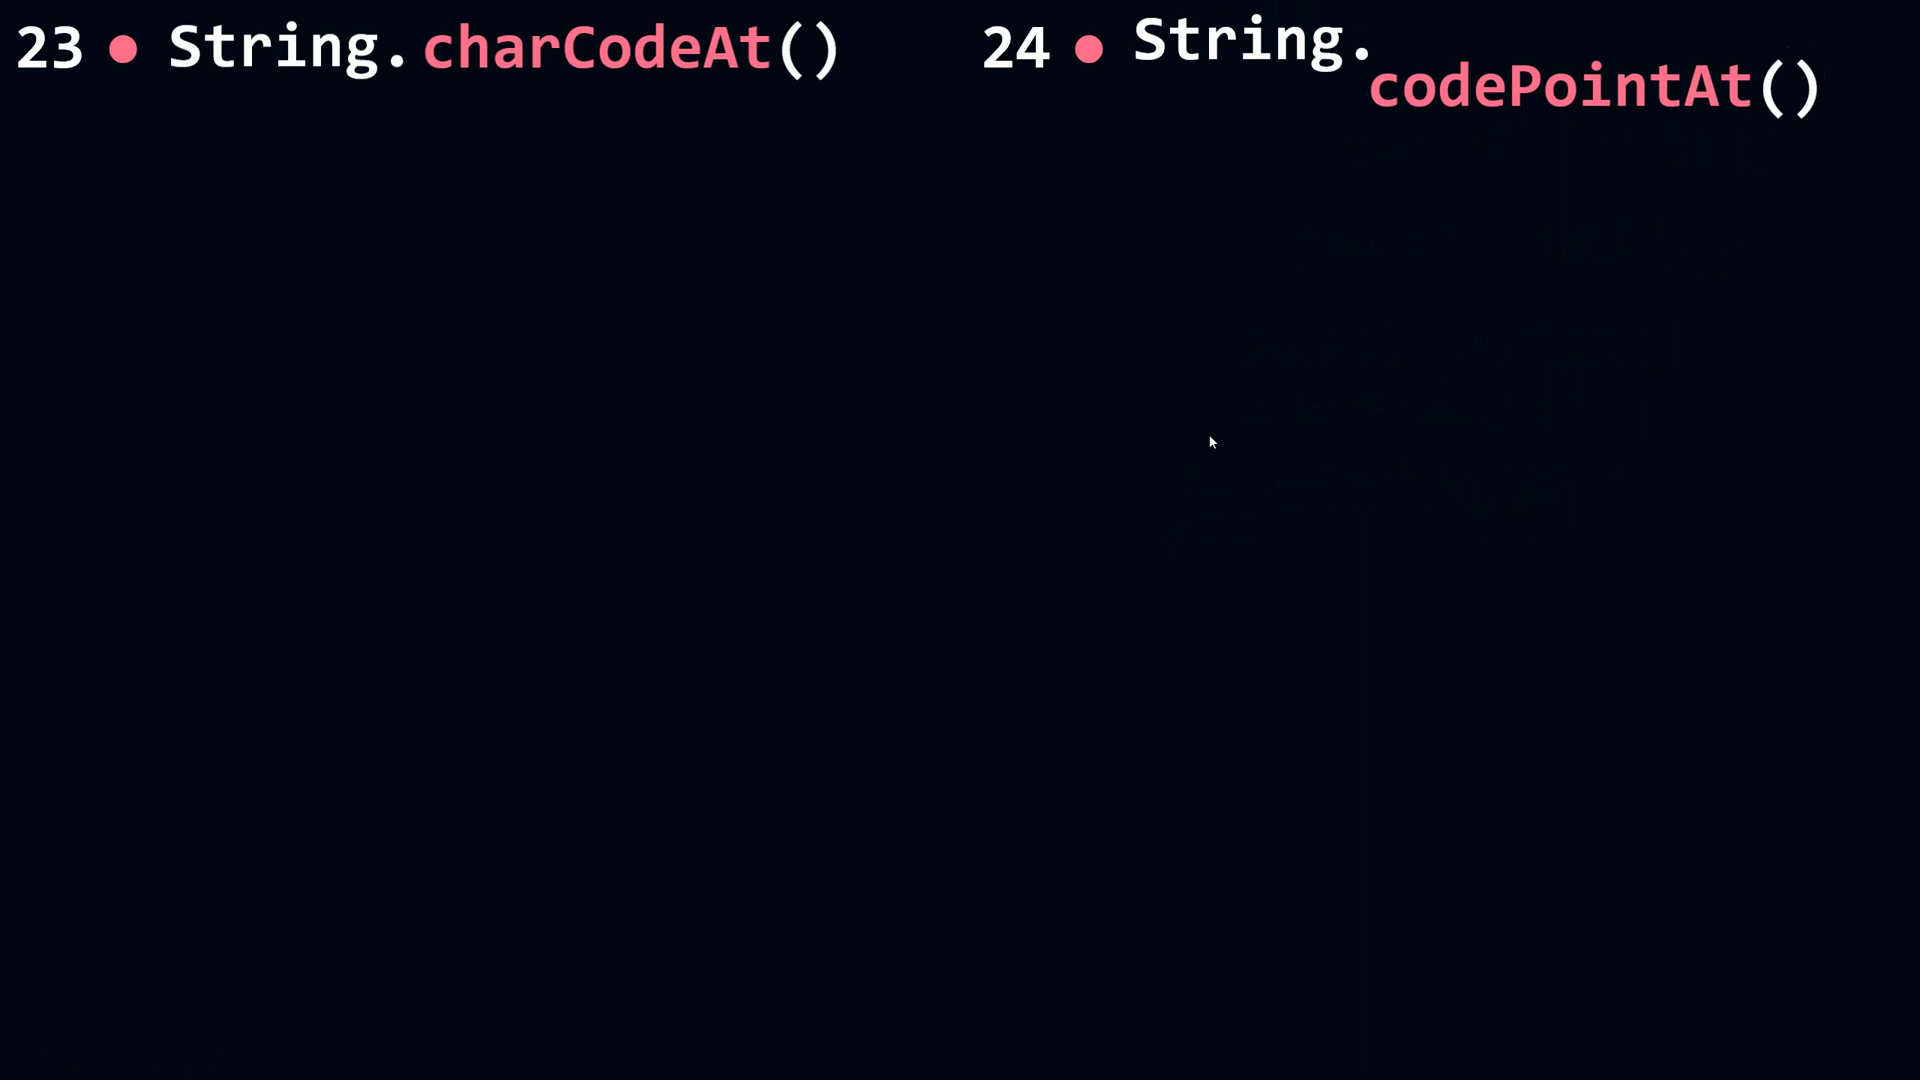 23 ● String.charCodeAt()
24 ● String.
codePointAt()